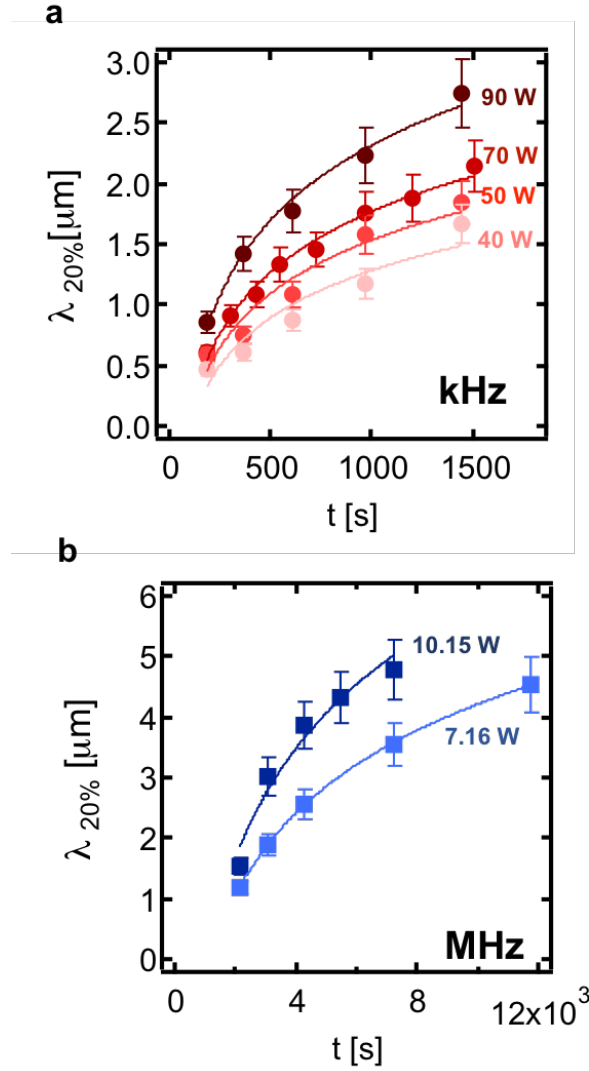 a
3.0
2.5
2.0
1.5
1.0
0.5
0.0
λ 20% [μm]
90 W
70 W
50 W
40 W
kHz
0 500 1000 1500
t [s]
b
6
5
4
3
2
1
0
λ 20% [μm]
10.15 W
7.16 W
MHz
0 4 8 12x10³
t [s]